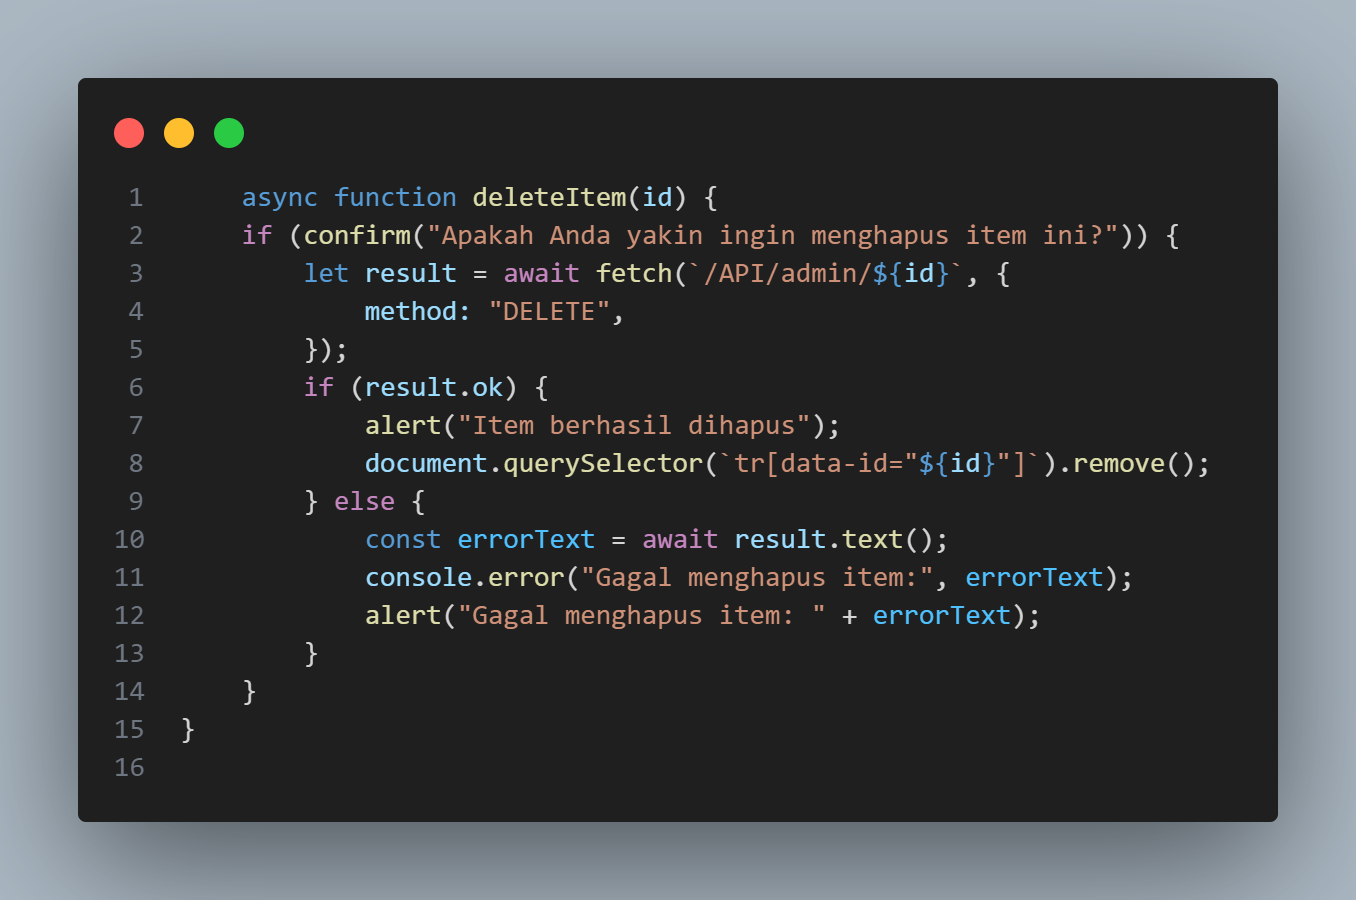 1 async function deleteItem(id) {
2 if (confirm("Apakah Anda yakin ingin menghapus item ini?")) {
3 let result = await fetch(`/API/admin/${id}`, {
4 method: "DELETE",
5 });
6 if (result.ok) {
7 alert("Item berhasil dihapus");
8 document.querySelector(`tr[data-id="${id}"]`).remove();
9 } else {
10 const errorText = await result.text();
11 console.error("Gagal menghapus item:", errorText);
12 alert("Gagal menghapus item: " + errorText);
13 }
14 }
15 }
16